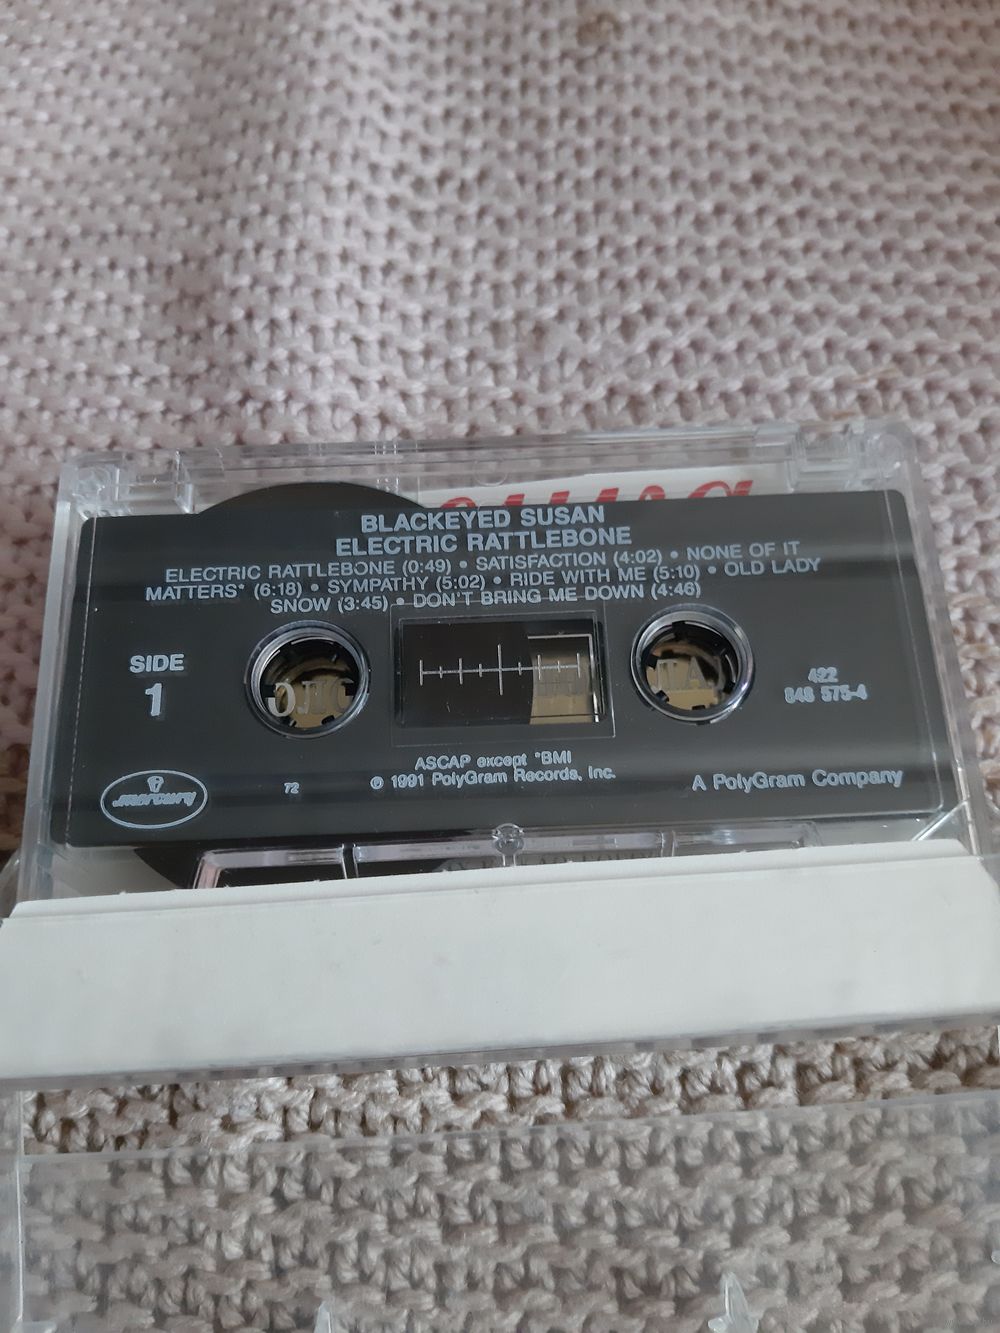 BLACKEYED SUSAN
ELECTRIC RATTLEBONE
ELECTRIC RATTLEBONE (0:49) • SATISFACTION (4:02) • NONE OF IT
MATTERS* (6:18) • SYMPATHY (5:02) • RIDE WITH ME (5:10) • OLD LADY
SNOW (3:45) • DON'T BRING ME DOWN (4:46)
SIDE
1
422
848 575-4
ASCAP except *BMI
℗ 1991 PolyGram Records, Inc.
A PolyGram Company
mercury
72